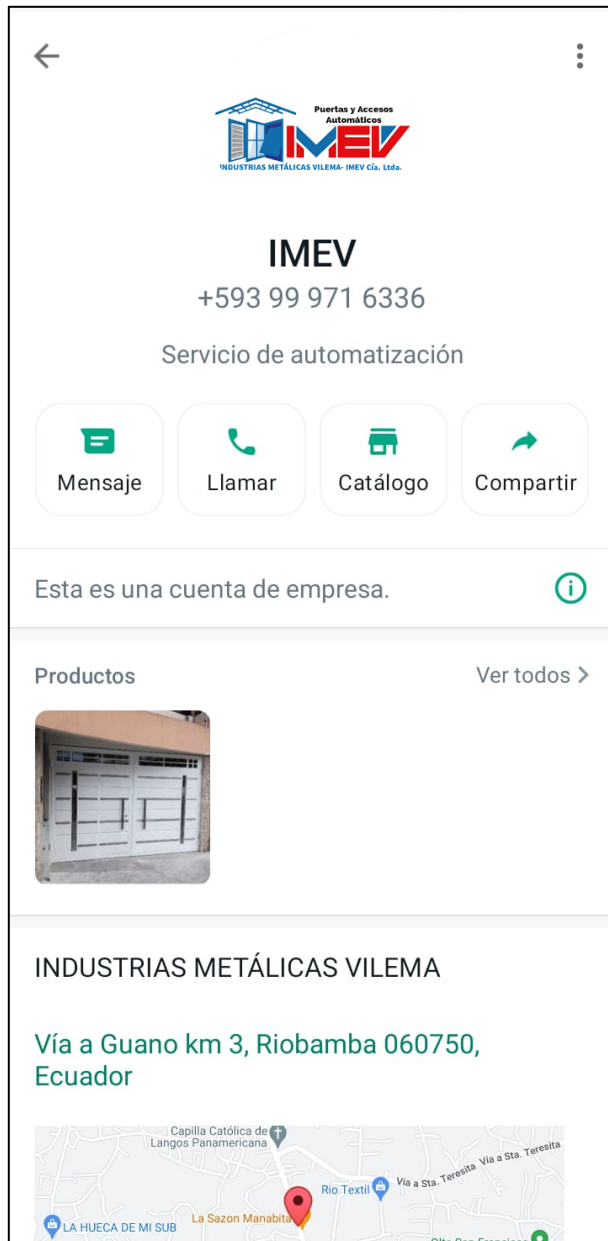 Puertas y Accesos
Automáticos
IMEV
INDUSTRIAS METÁLICAS VILEMA- IMEV Cía. Ltda.
IMEV
+593 99 971 6336
Servicio de automatización
Mensaje
Llamar
Catálogo
Compartir
Esta es una cuenta de empresa.
Productos
Ver todos
INDUSTRIAS METÁLICAS VILEMA
Vía a Guano km 3, Riobamba 060750,
Ecuador
Capilla Católica de
Langos Panamericana
Via a Sta. Teresita
Via a Sta. Teresita
Rio Textil
La Sazon Manabita
LA HUECA DE MI SUB